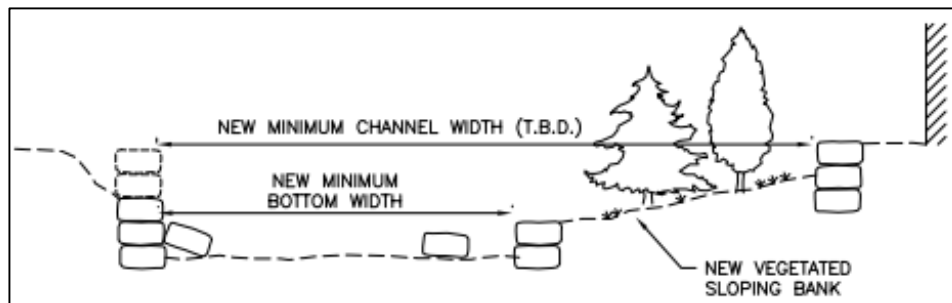 NEW MINIMUM CHANNEL WIDTH (T.B.D.)
NEW MINIMUM
BOTTOM WIDTH
NEW VEGETATED
SLOPING BANK